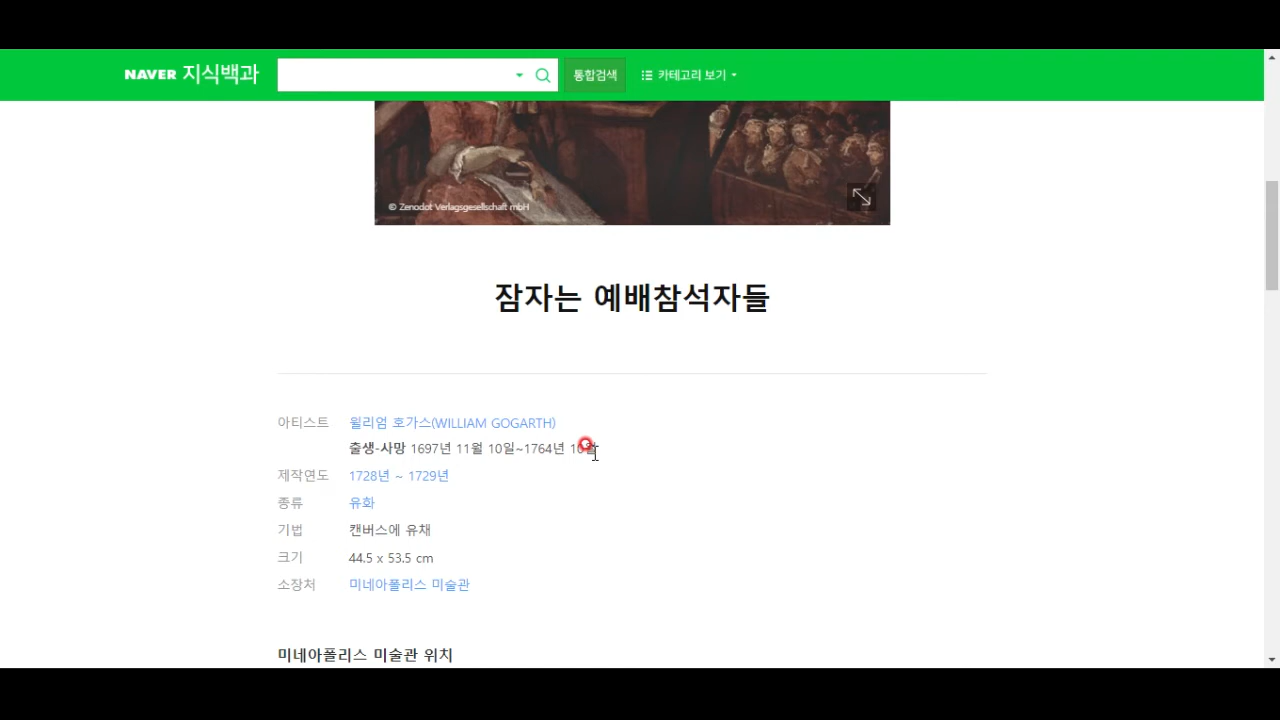 NAVER 지식백과
통합검색
카테고리 보기
© Zenodot Verlagsgesellschaft mbH
잠자는 예배참석자들
아티스트 윌리엄 호가스(WILLIAM GOGARTH)
출생-사망 1697년 11월 10일~1764년 10월
제작연도 1728년 ~ 1729년
종류 유화
기법 캔버스에 유채
크기 44.5 x 53.5 cm
소장처 미네아폴리스 미술관
미네아폴리스 미술관 위치